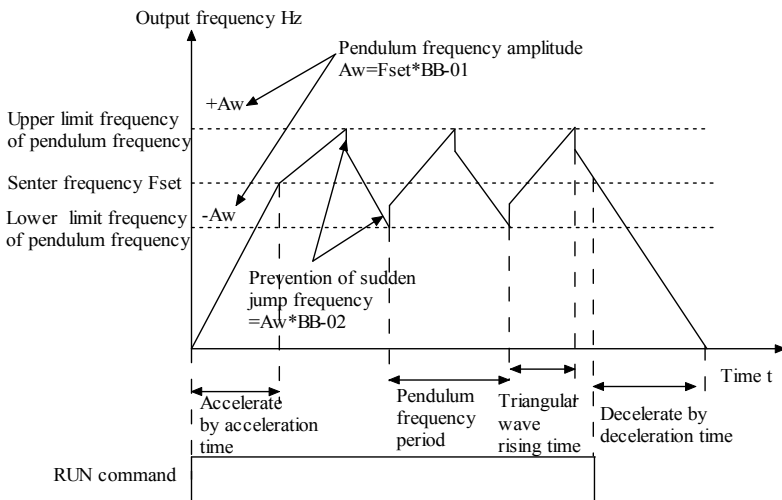 Output frequency Hz
Pendulum frequency amplitude
Aw=Fset*BB-01
+Aw
Upper limit frequency
of pendulum frequency
Senter frequency Fset
-Aw
Lower limit frequency
of pendulum frequency
Prevention of sudden
jump frequency
=Aw*BB-02
Time t
Accelerate
by acceleration
time
Pendulum
frequency
period
Triangular
wave
rising time
Decelerate by
deceleration time
RUN command